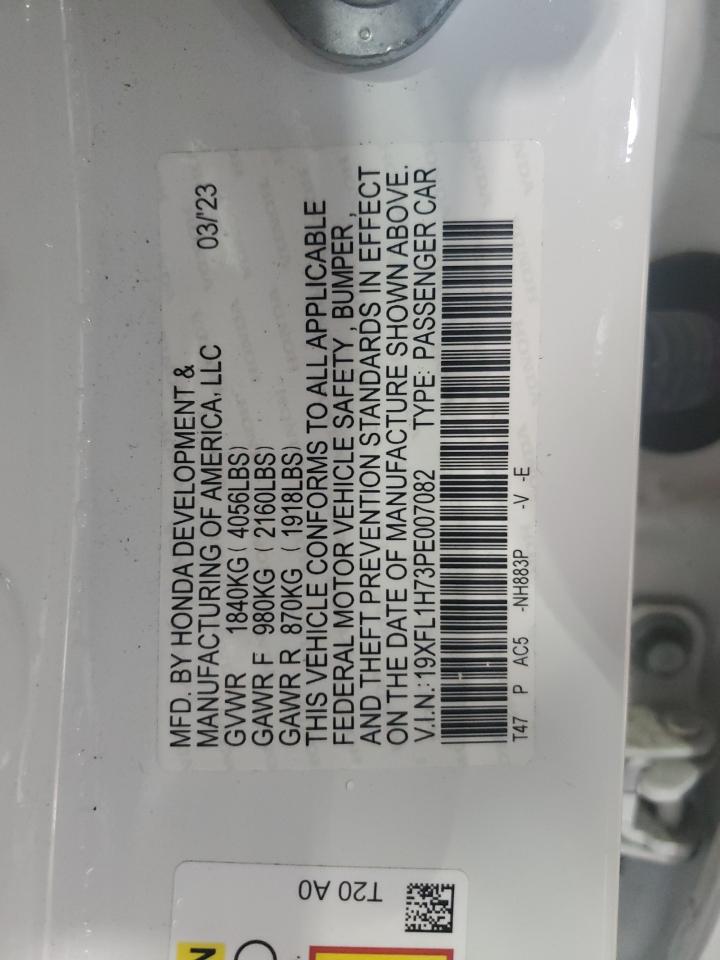 MFD. BY HONDA DEVELOPMENT &
MANUFACTURING OF AMERICA, LLC 03/'23
GVWR 1840KG ( 4056LBS)
GAWR F 980KG ( 2160LBS)
GAWR R 870KG ( 1918LBS)
THIS VEHICLE CONFORMS TO ALL APPLICABLE
FEDERAL MOTOR VEHICLE SAFETY , BUMPER,
AND THEFT PREVENTION STANDARDS IN EFFECT
ON THE DATE OF MANUFACTURE SHOWN ABOVE.
V.I.N.:19XFL1H73PE007082 TYPE: PASSENGER CAR
T47 P AC5 -NH883P -V -E
T20 A0